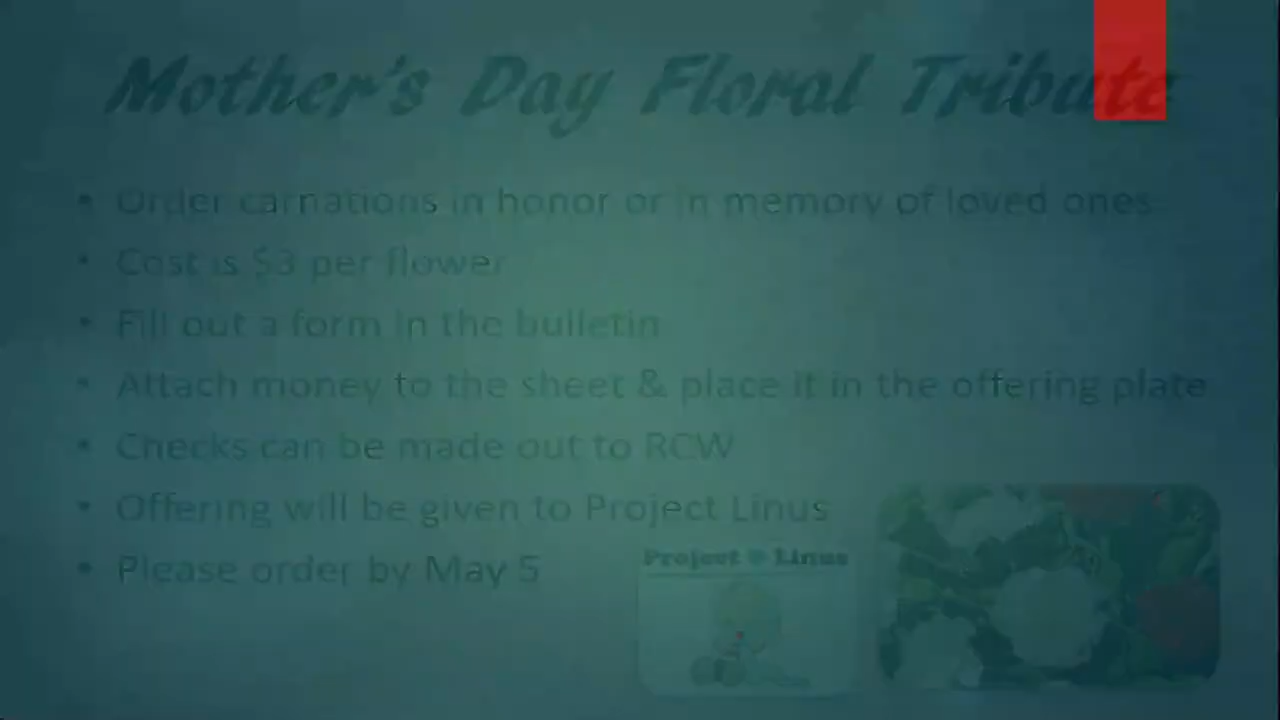 Mother's Day Floral Tribute
• Order carnations in honor or in memory of loved ones
• Cost is $3 per flower
• Fill out a form in the bulletin
• Attach money to the sheet & place it in the offering plate
• Checks can be made out to RCW
• Offering will be given to Project Linus
• Please order by May 5
Project Linus